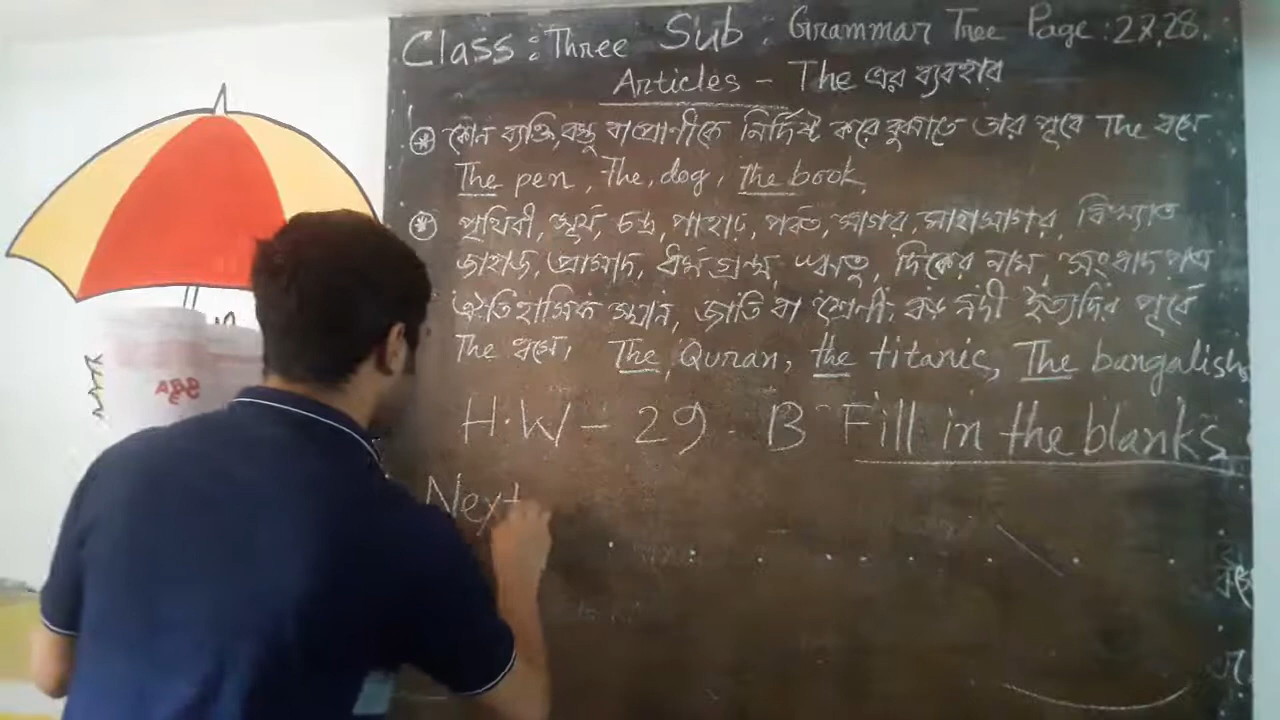 Class : Three Sub : Grammar Tree Page : 27,28.
Articles - The এর ব্যবহার
কোন ব্যক্তি, বস্তু বা প্রাণীকে নির্দিষ্ট করে বুঝাতে তার পূবে The বসে
The pen, The, dog, The book,
পৃথিবী, সূর্য, চন্দ্র, পাহাড়, পর্বত, সাগর, মাহাসাগর, বিখ্যাত
জাহাজ, প্রাসাদ, ধর্মগ্রন্থ, ঋতু, দিকের নাম, সংবাদপত্র
ঐতিহাসিক স্থান, জাতি বা শ্রেণী, বড় নদী ইত্যাদির পূর্বে
The বসে, The, Quran, the titanic, The bangalish
H.W - 29 - B Fill in the blanks
Next